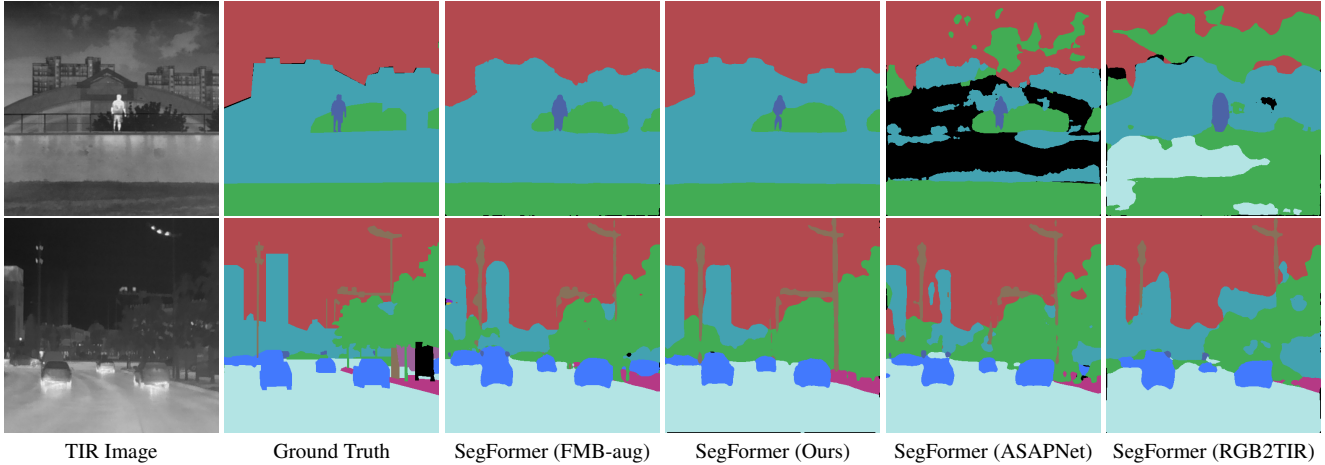 TIR Image
Ground Truth
SegFormer (FMB-aug)
SegFormer (Ours)
SegFormer (ASAPNet)
SegFormer (RGB2TIR)